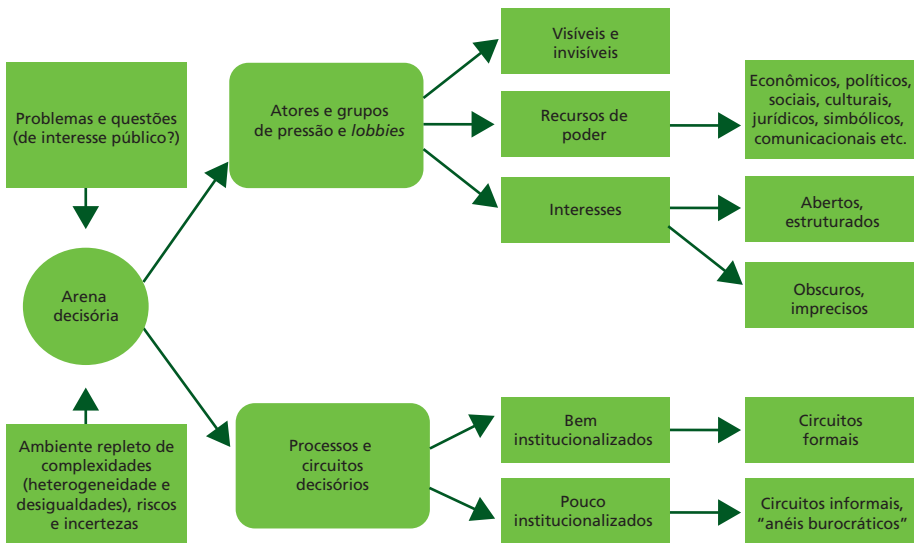 Problemas e questões
(de interesse público?)
Arena
decisória
Ambiente repleto de
complexidades
(heterogeneidade e
desigualdades), riscos
e incertezas
Atores e grupos
de pressão e lobbies
Visíveis e
invisíveis
Recursos de
poder
Econômicos, políticos,
sociais, culturais,
jurídicos, simbólicos,
comunicacionais etc.
Interesses
Abertos,
estruturados
Obscuros,
imprecisos
Processos e
circuitos
decisórios
Bem
institucionalizados
Circuitos
formais
Pouco
institucionalizados
Circuitos informais,
“anéis burocráticos”